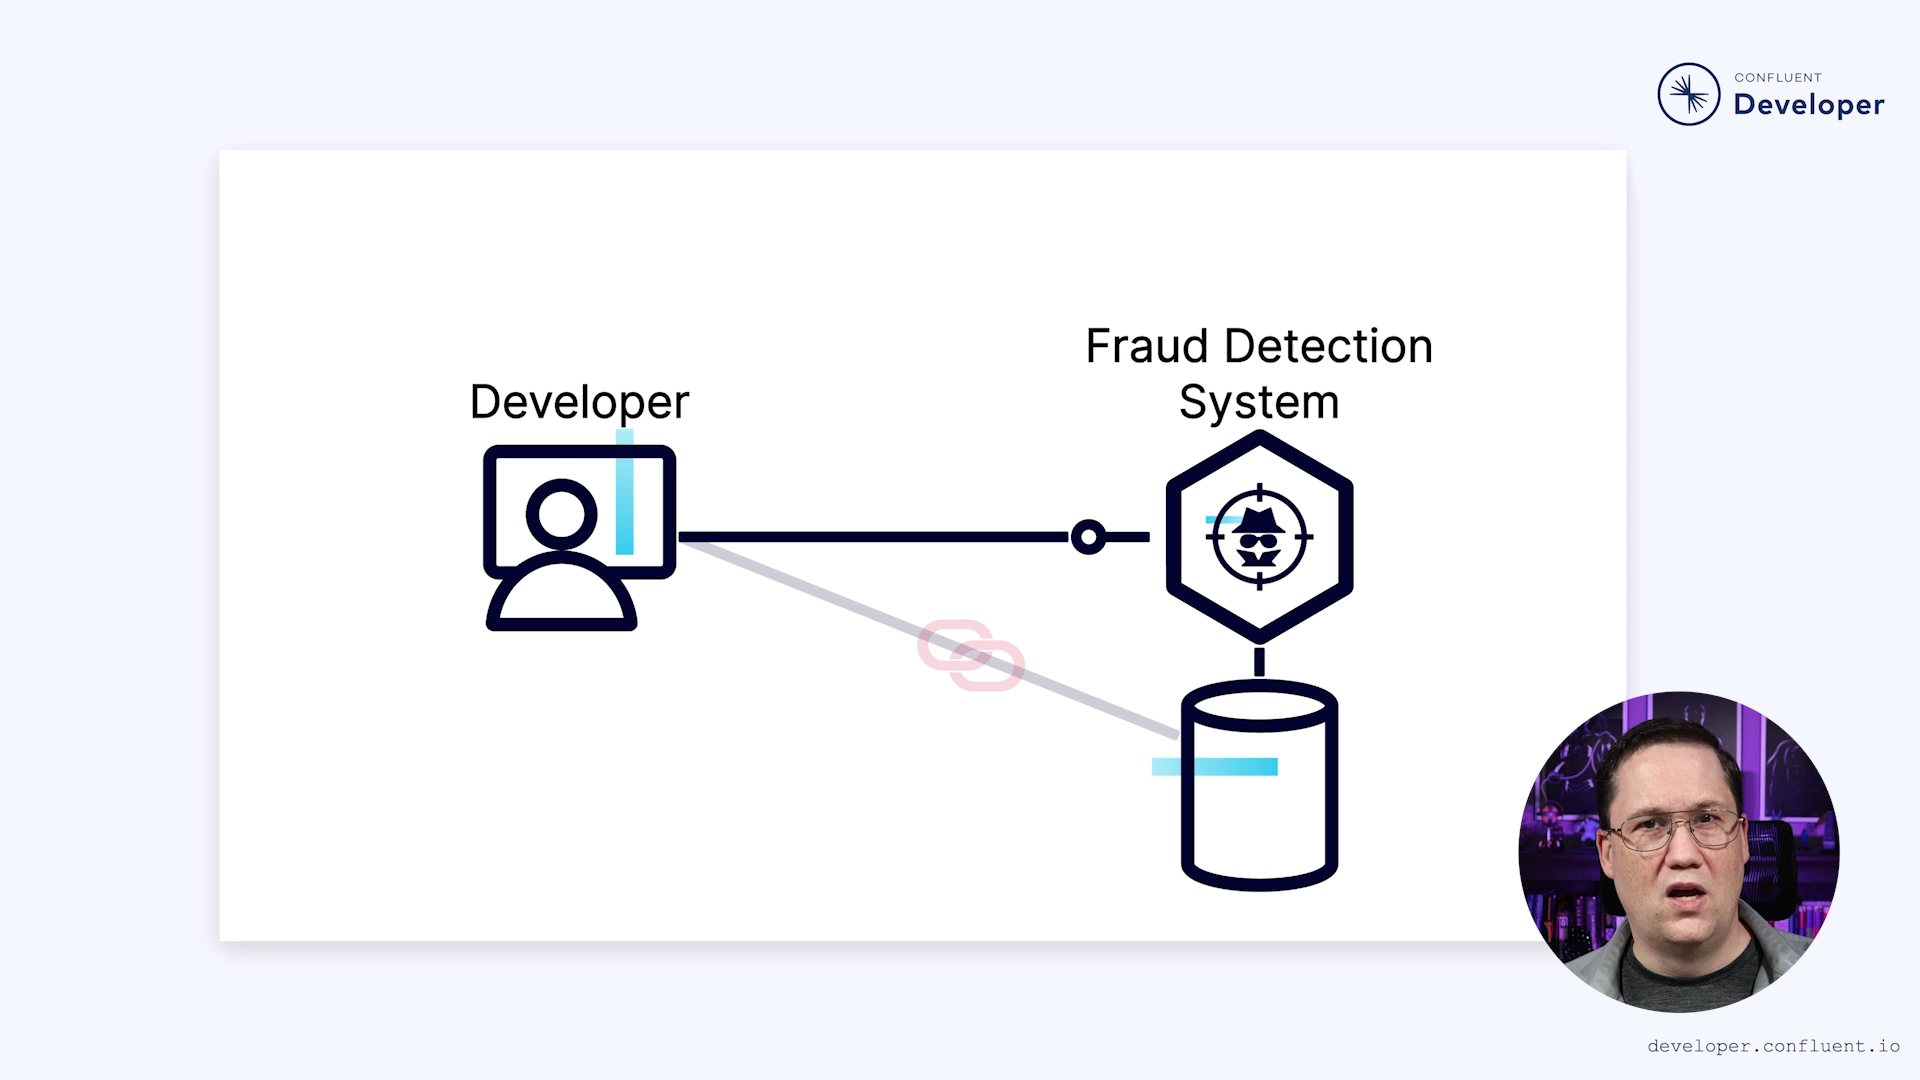 CONFLUENT
Developer
Fraud Detection
System
Developer
developer.confluent.io